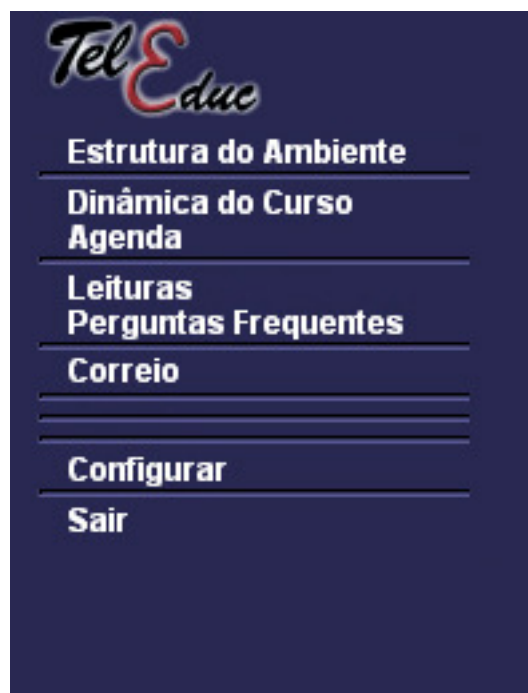 TelEduc
Estrutura do Ambiente
Dinâmica do Curso
Agenda
Leituras
Perguntas Frequentes
Correio
Configurar
Sair